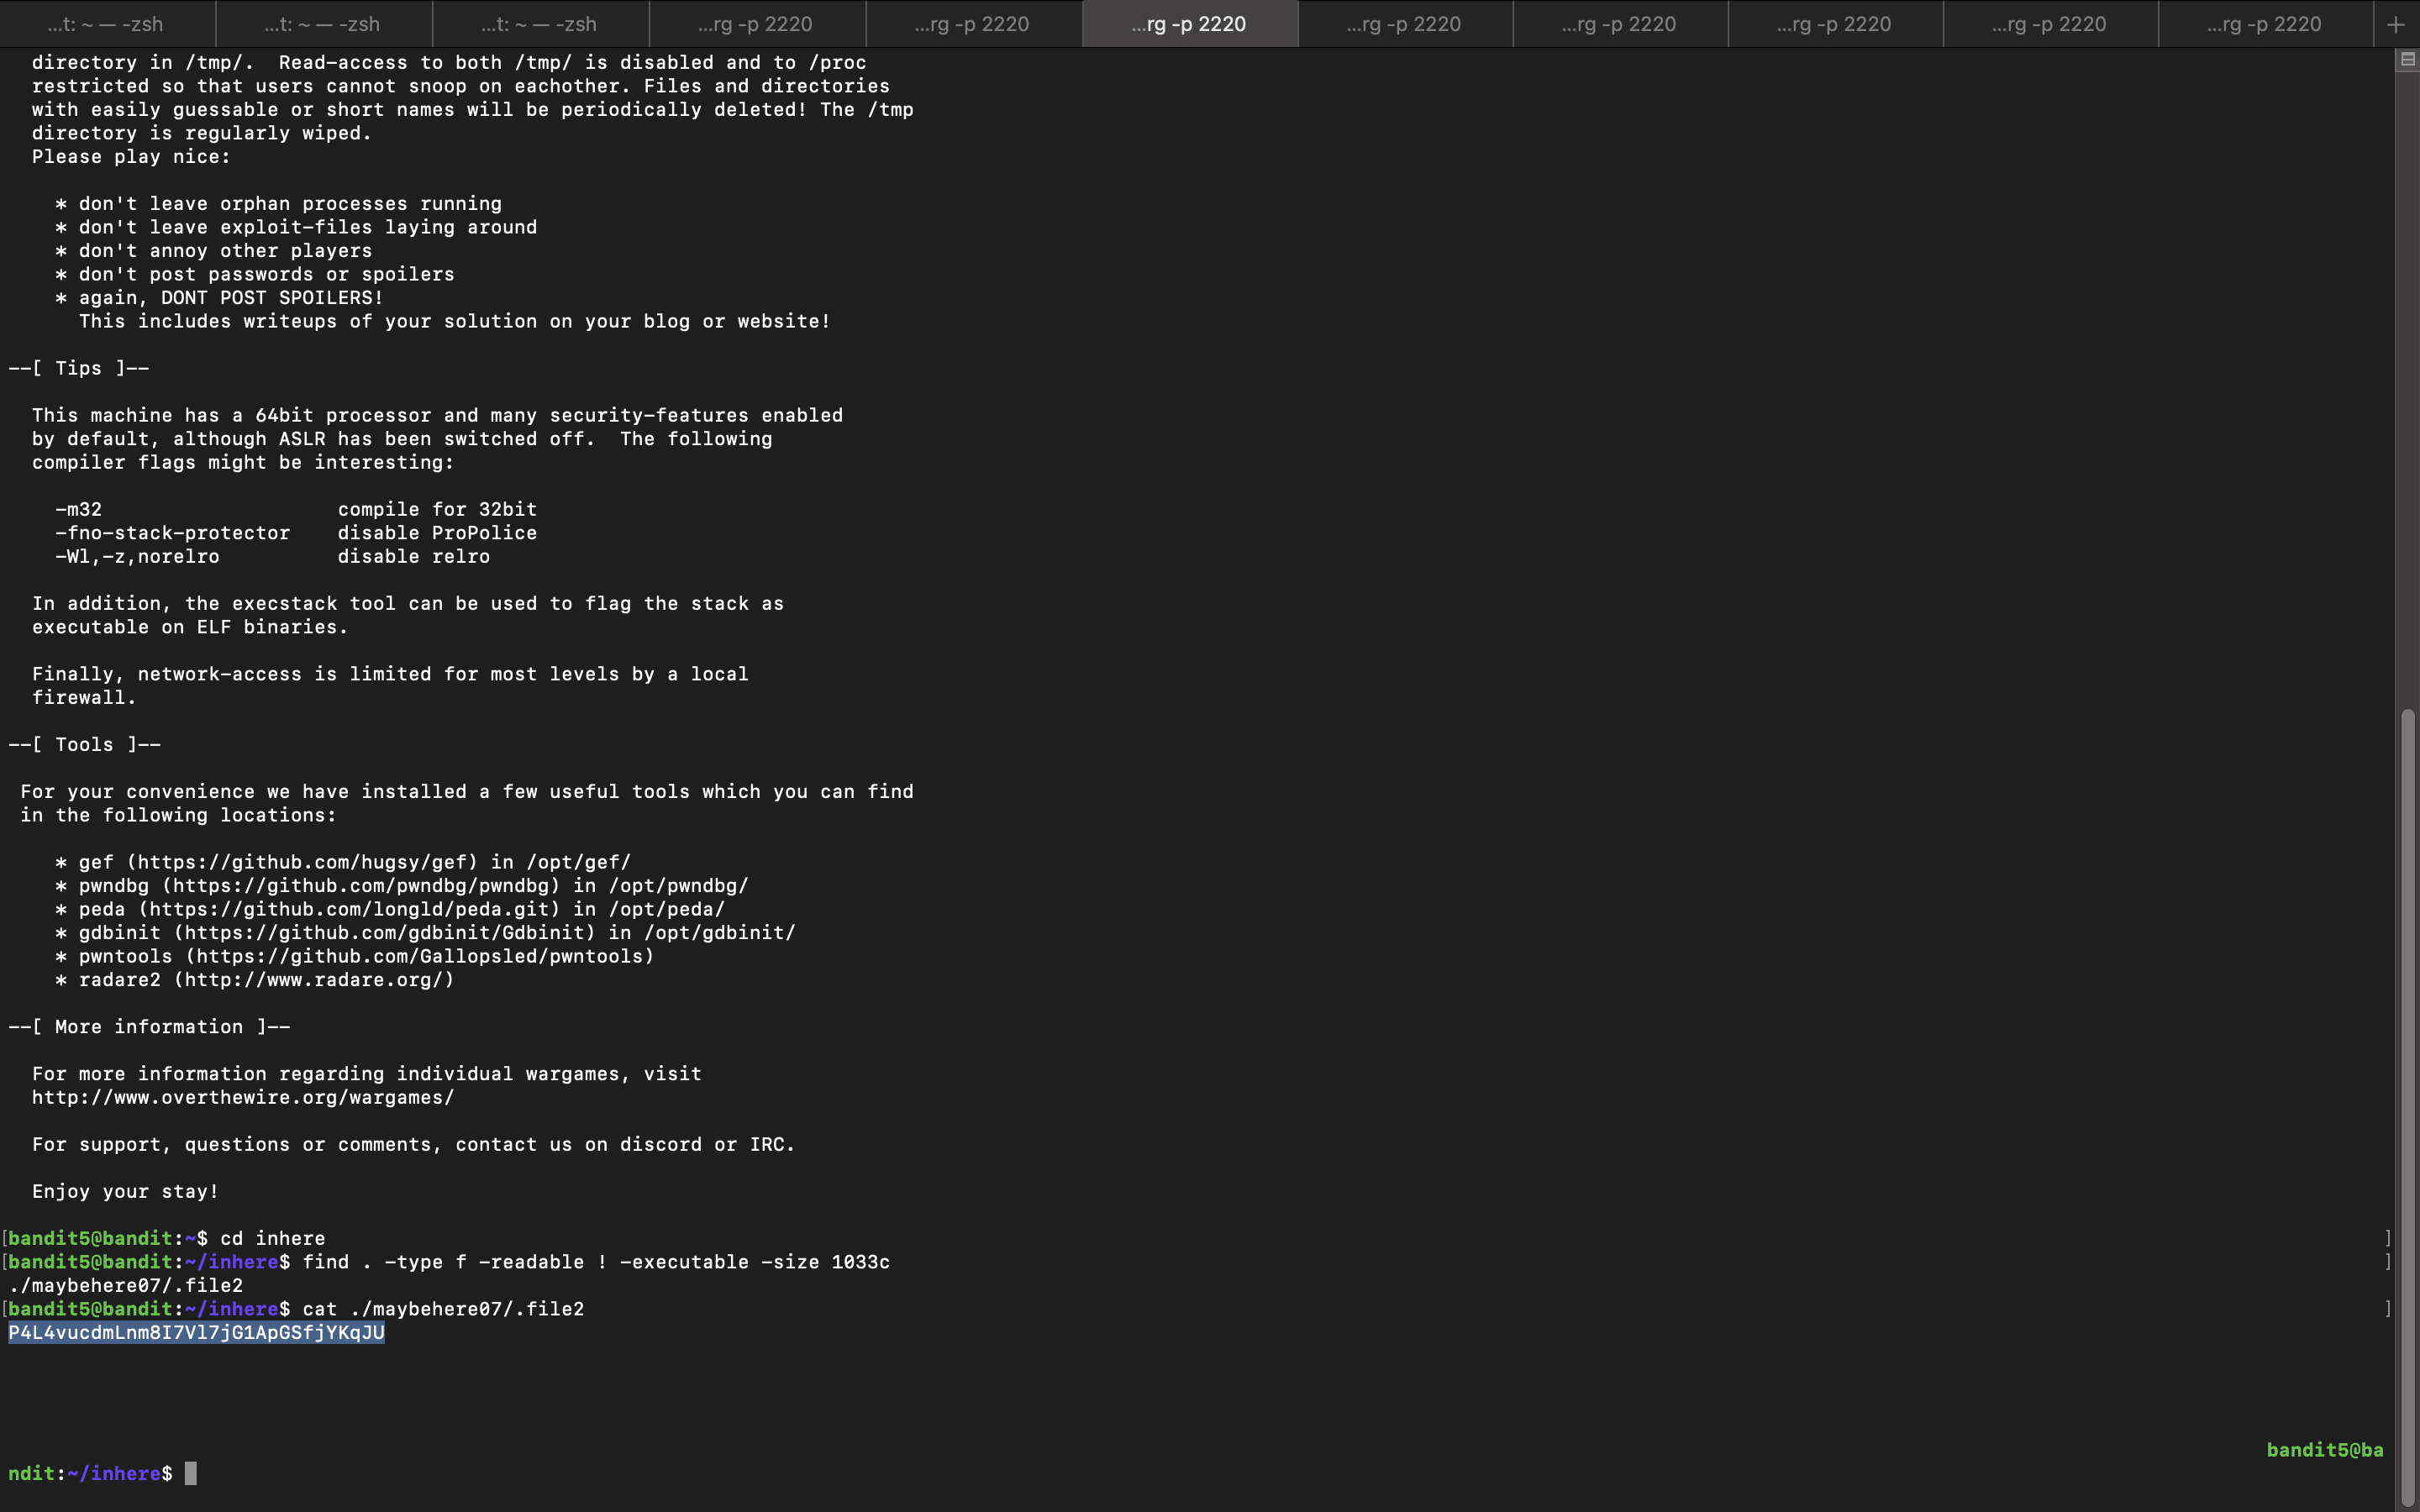 ...t: ~ — -zsh ...t: ~ — -zsh ...t: ~ — -zsh ...rg -p 2220 ...rg -p 2220 ...rg -p 2220 ...rg -p 2220 ...rg -p 2220 ...rg -p 2220 ...rg -p 2220 ...rg -p 2220 +
directory in /tmp/.  Read-access to both /tmp/ is disabled and to /proc
restricted so that users cannot snoop on eachother. Files and directories
with easily guessable or short names will be periodically deleted! The /tmp
directory is regularly wiped.
Please play nice:
* don't leave orphan processes running
* don't leave exploit-files laying around
* don't annoy other players
* don't post passwords or spoilers
* again, DONT POST SPOILERS!
This includes writeups of your solution on your blog or website!
--[ Tips ]--
This machine has a 64bit processor and many security-features enabled
by default, although ASLR has been switched off.  The following
compiler flags might be interesting:
-m32                    compile for 32bit
-fno-stack-protector    disable ProPolice
-Wl,-z,norelro          disable relro
In addition, the execstack tool can be used to flag the stack as
executable on ELF binaries.
Finally, network-access is limited for most levels by a local
firewall.
--[ Tools ]--
For your convenience we have installed a few useful tools which you can find
in the following locations:
* gef (https://github.com/hugsy/gef) in /opt/gef/
* pwndbg (https://github.com/pwndbg/pwndbg) in /opt/pwndbg/
* peda (https://github.com/longld/peda.git) in /opt/peda/
* gdbinit (https://github.com/gdbinit/Gdbinit) in /opt/gdbinit/
* pwntools (https://github.com/Gallopsled/pwntools)
* radare2 (http://www.radare.org/)
--[ More information ]--
For more information regarding individual wargames, visit
http://www.overthewire.org/wargames/
For support, questions or comments, contact us on discord or IRC.
Enjoy your stay!
[bandit5@bandit:~$ cd inhere ]
[bandit5@bandit:~/inhere$ find . -type f -readable ! -executable -size 1033c ]
./maybehere07/.file2
[bandit5@bandit:~/inhere$ cat ./maybehere07/.file2 ]
P4L4vucdmLnm8I7Vl7jG1ApGSfjYKqJU
bandit5@ba
ndit:~/inhere$